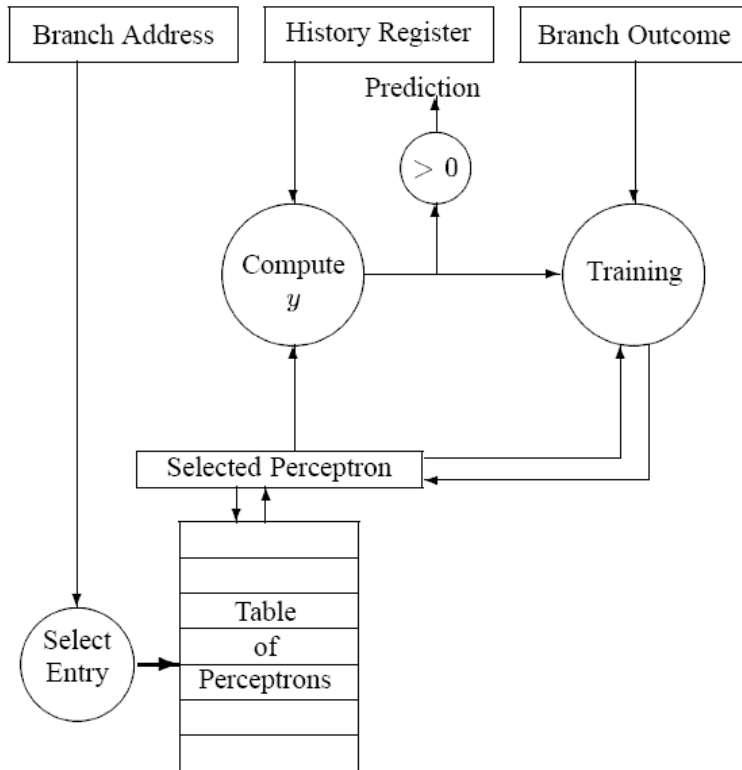 Branch Address
History Register
Branch Outcome
Prediction
> 0
Compute
y
Training
Selected Perceptron
Select
Entry
Table
of
Perceptrons